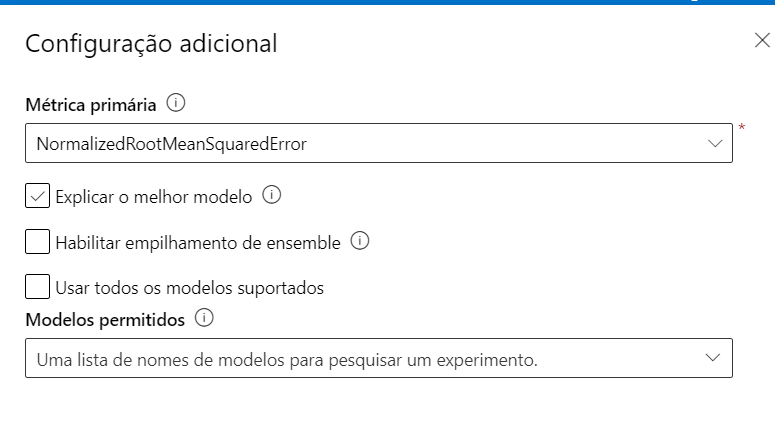 Configuração adicional
Métrica primária
NormalizedRootMeanSquaredError
*
Explicar o melhor modelo
Habilitar empilhamento de ensemble
Usar todos os modelos suportados
Modelos permitidos
Uma lista de nomes de modelos para pesquisar um experimento.